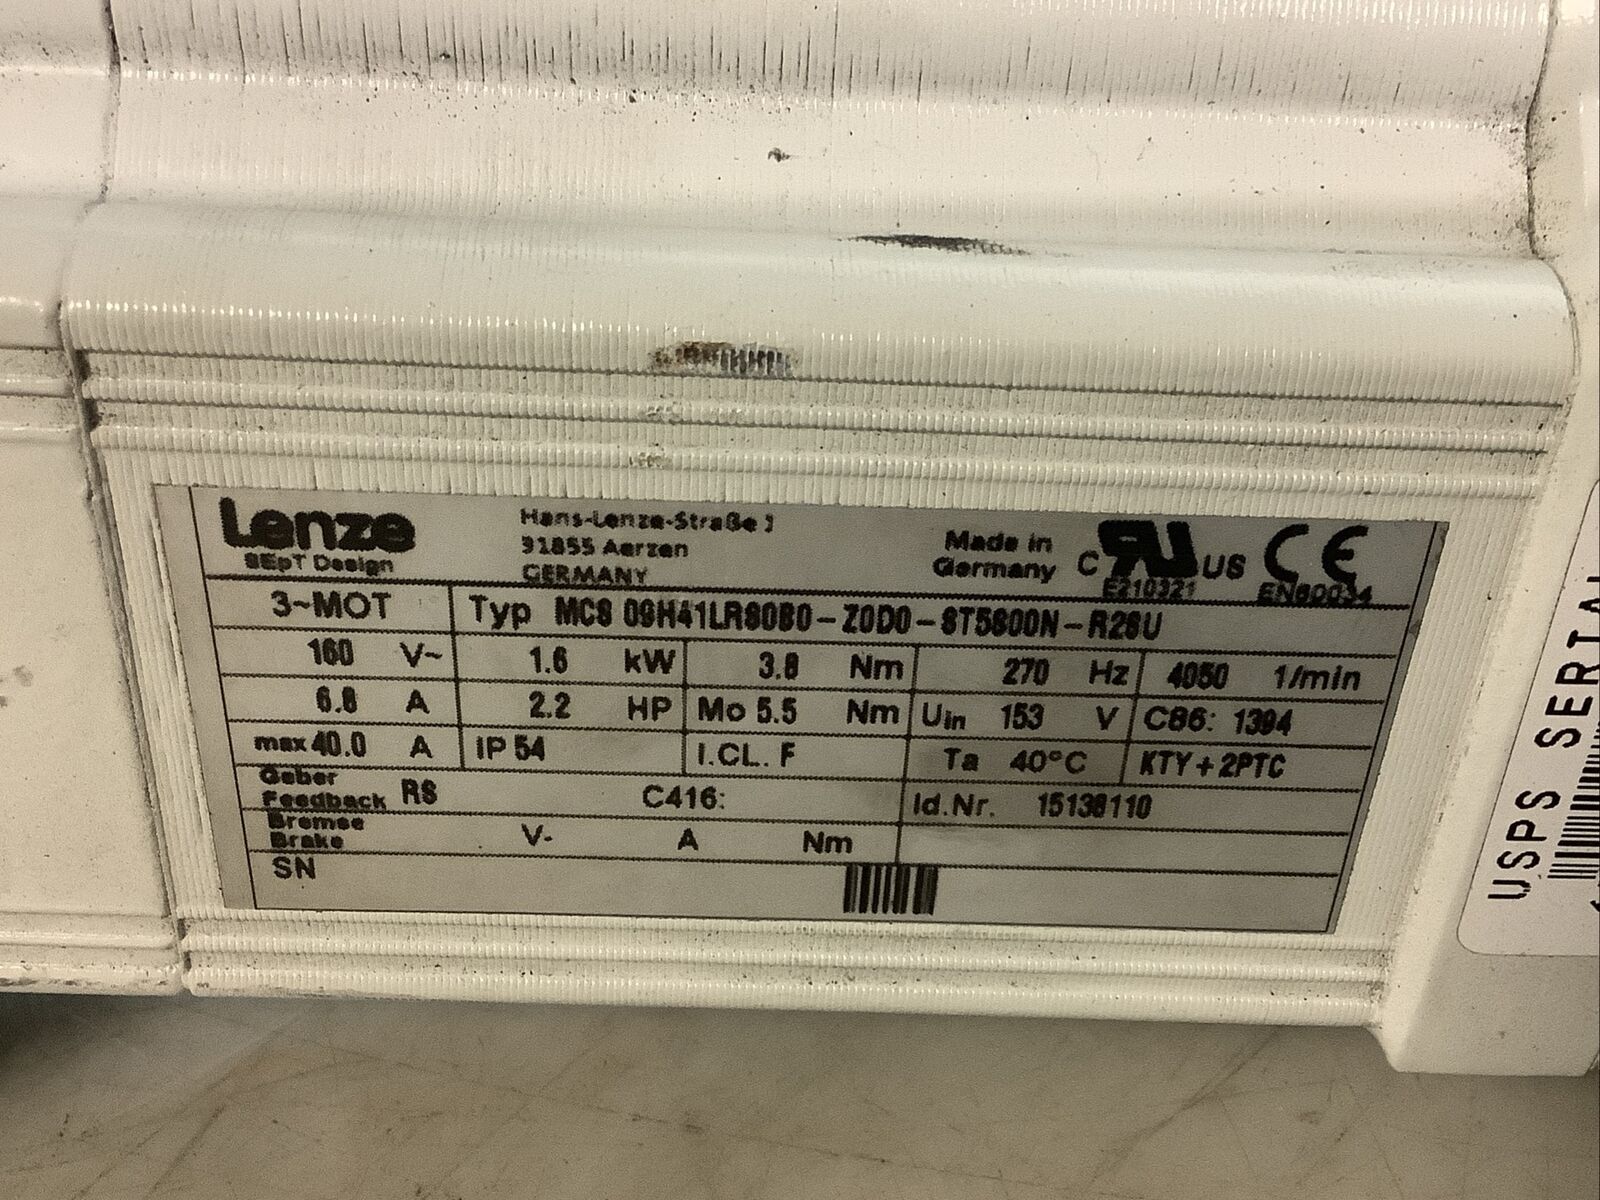 Lenze
SEpT Design
Hans-Lenze-Straße 1
31855 Aerzen
GERMANY
Made in
Germany
C RU US CE
E210321 EN60034
3~MOT Typ MCS 09H41LRS0B0-Z0D0-ST5S00N-R2SU
160 V~ 1.6 kW 3.8 Nm 270 Hz 4050 1/min
6.8 A 2.2 HP Mo 5.5 Nm Uin 153 V C86: 1394
max 40.0 A IP 54 I.CL. F Ta 40°C KTY+2PTC
Geber
Feedback RS C416: Id.Nr. 15138110
Bremse
Brake V- A Nm
SN
USPS SERIAL